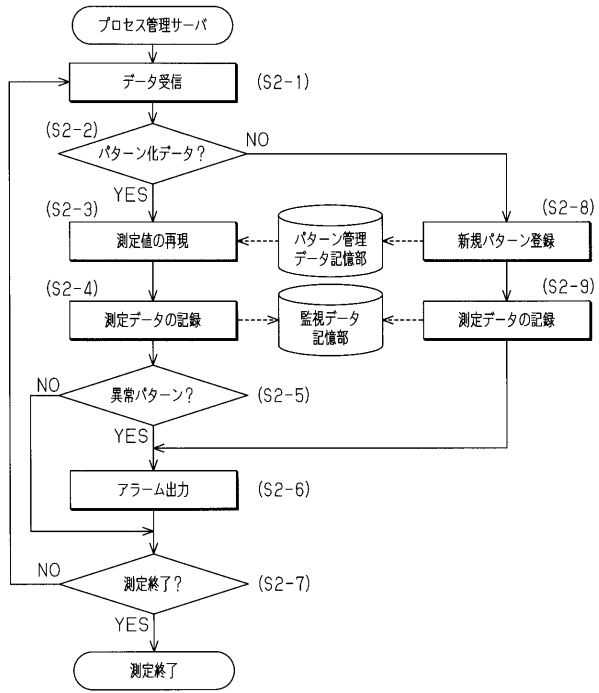 プロセス管理サーバ
データ受信
(S2-1)
(S2-2)
パターン化データ?
NO
YES
(S2-3)
測定値の再現
パターン管理
データ記憶部
(S2-8)
新規パターン登録
(S2-4)
測定データの記録
監視データ
記憶部
(S2-9)
測定データの記録
NO
異常パターン?
(S2-5)
YES
アラーム出力
(S2-6)
NO
測定終了?
(S2-7)
YES
測定終了